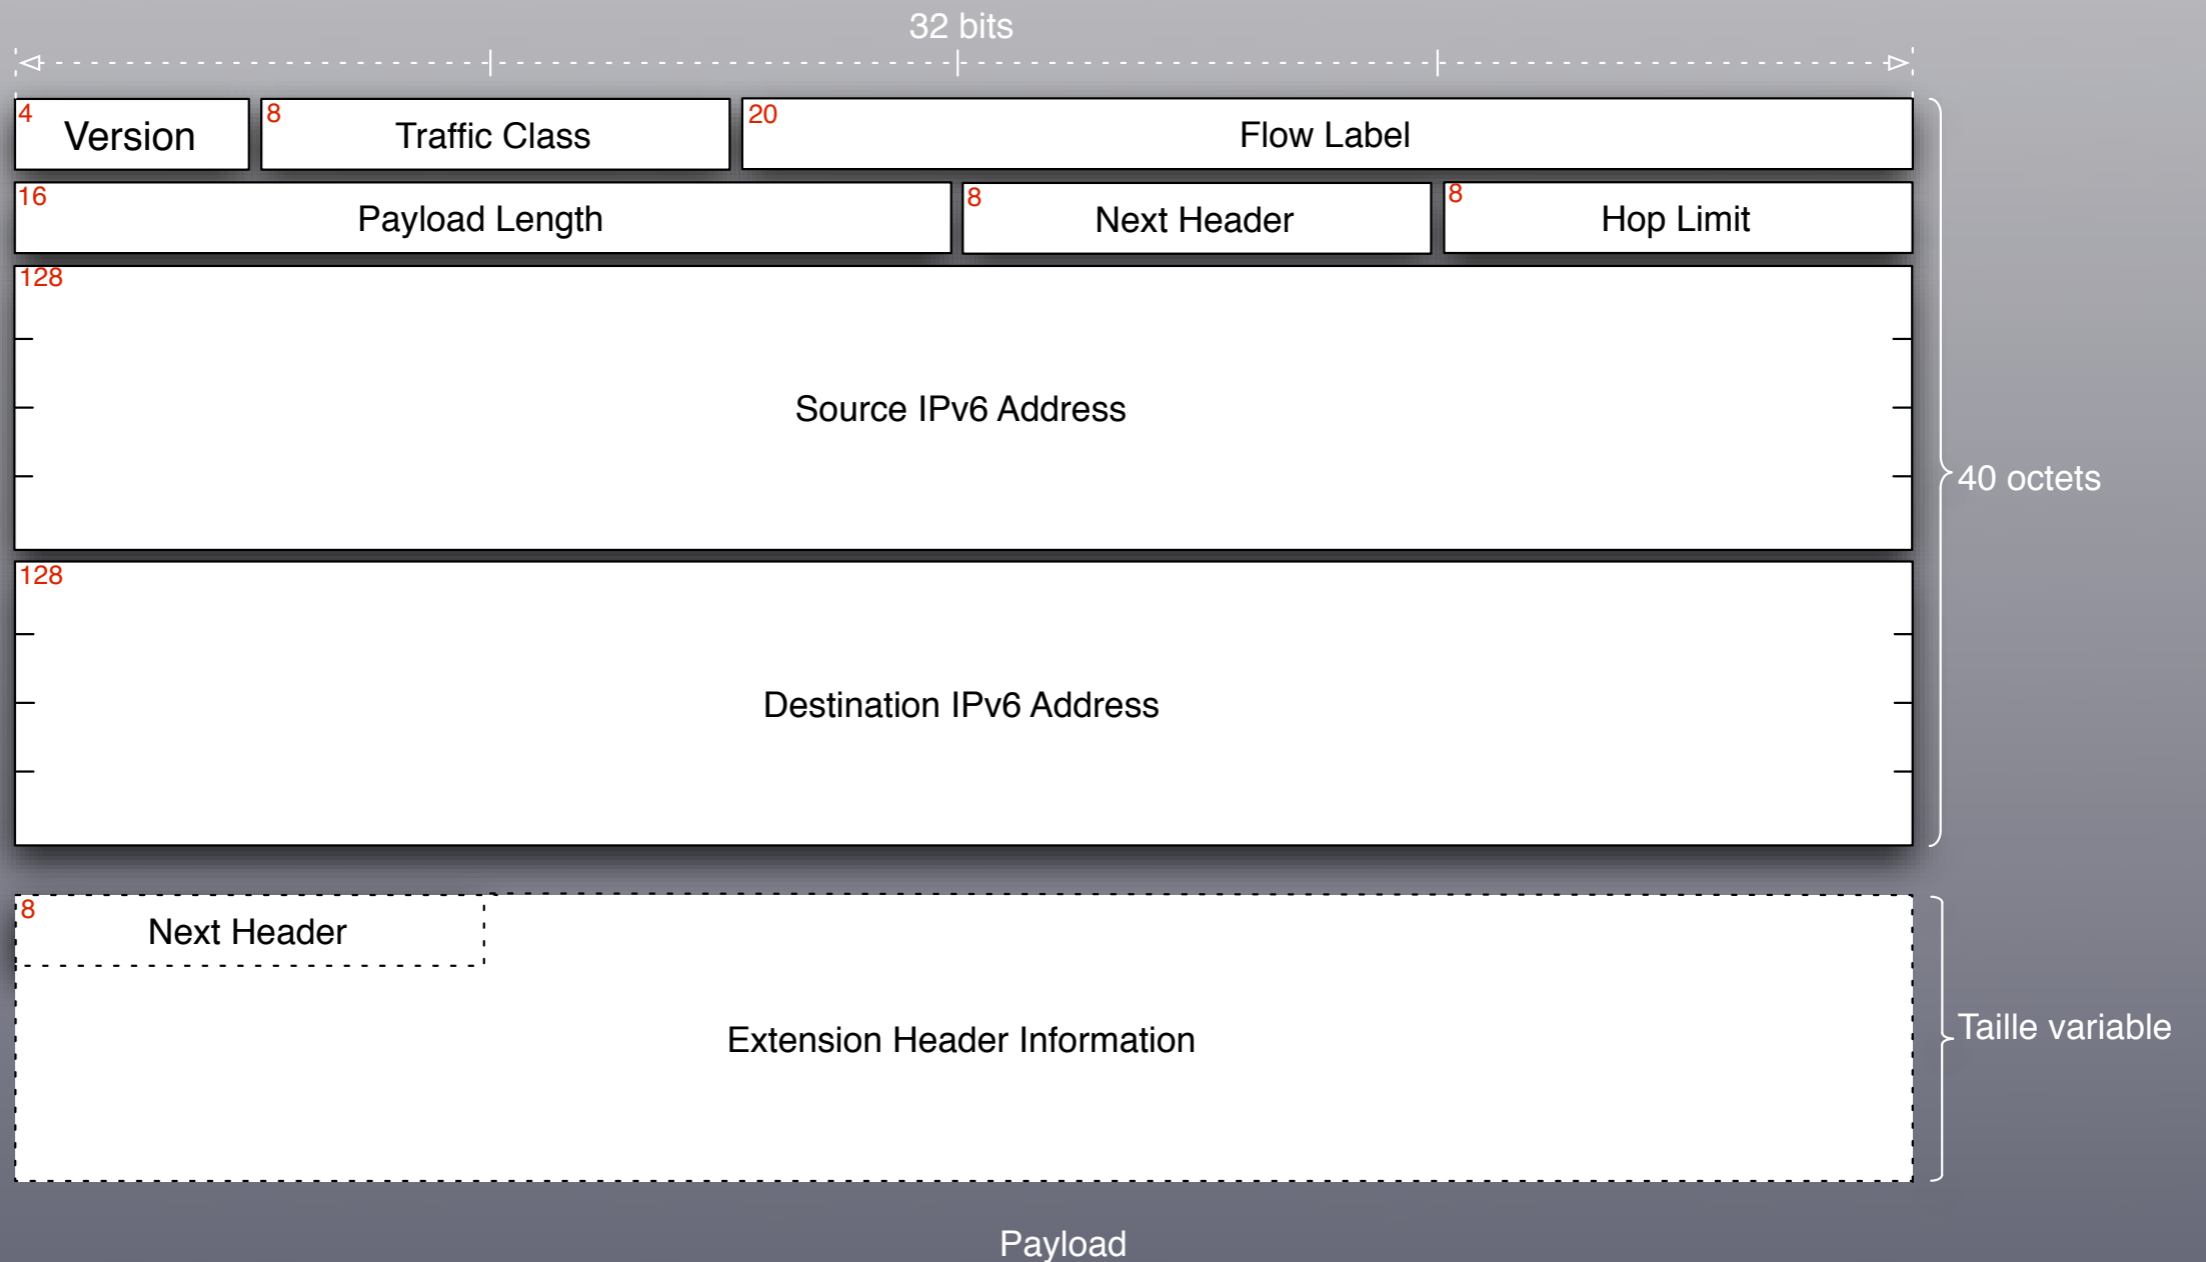 32 bits
4 Version 8 Traffic Class 20 Flow Label
16 Payload Length 8 Next Header 8 Hop Limit
128
Source IPv6 Address
40 octets
128
Destination IPv6 Address
8 Next Header
Extension Header Information
Taille variable
Payload